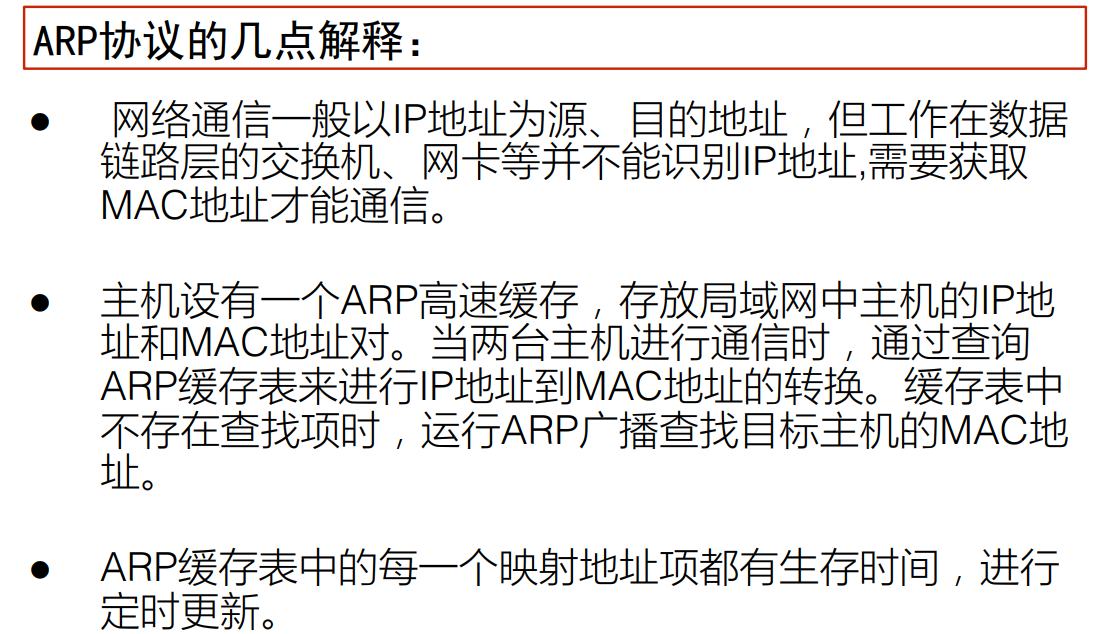 ARP协议的几点解释：
● 网络通信一般以IP地址为源、目的地址，但工作在数据
链路层的交换机、网卡等并不能识别IP地址,需要获取
MAC地址才能通信。
● 主机设有一个ARP高速缓存，存放局域网中主机的IP地
址和MAC地址对。当两台主机进行通信时，通过查询
ARP缓存表来进行IP地址到MAC地址的转换。缓存表中
不存在查找项时，运行ARP广播查找目标主机的MAC地
址。
● ARP缓存表中的每一个映射地址项都有生存时间，进行
定时更新。